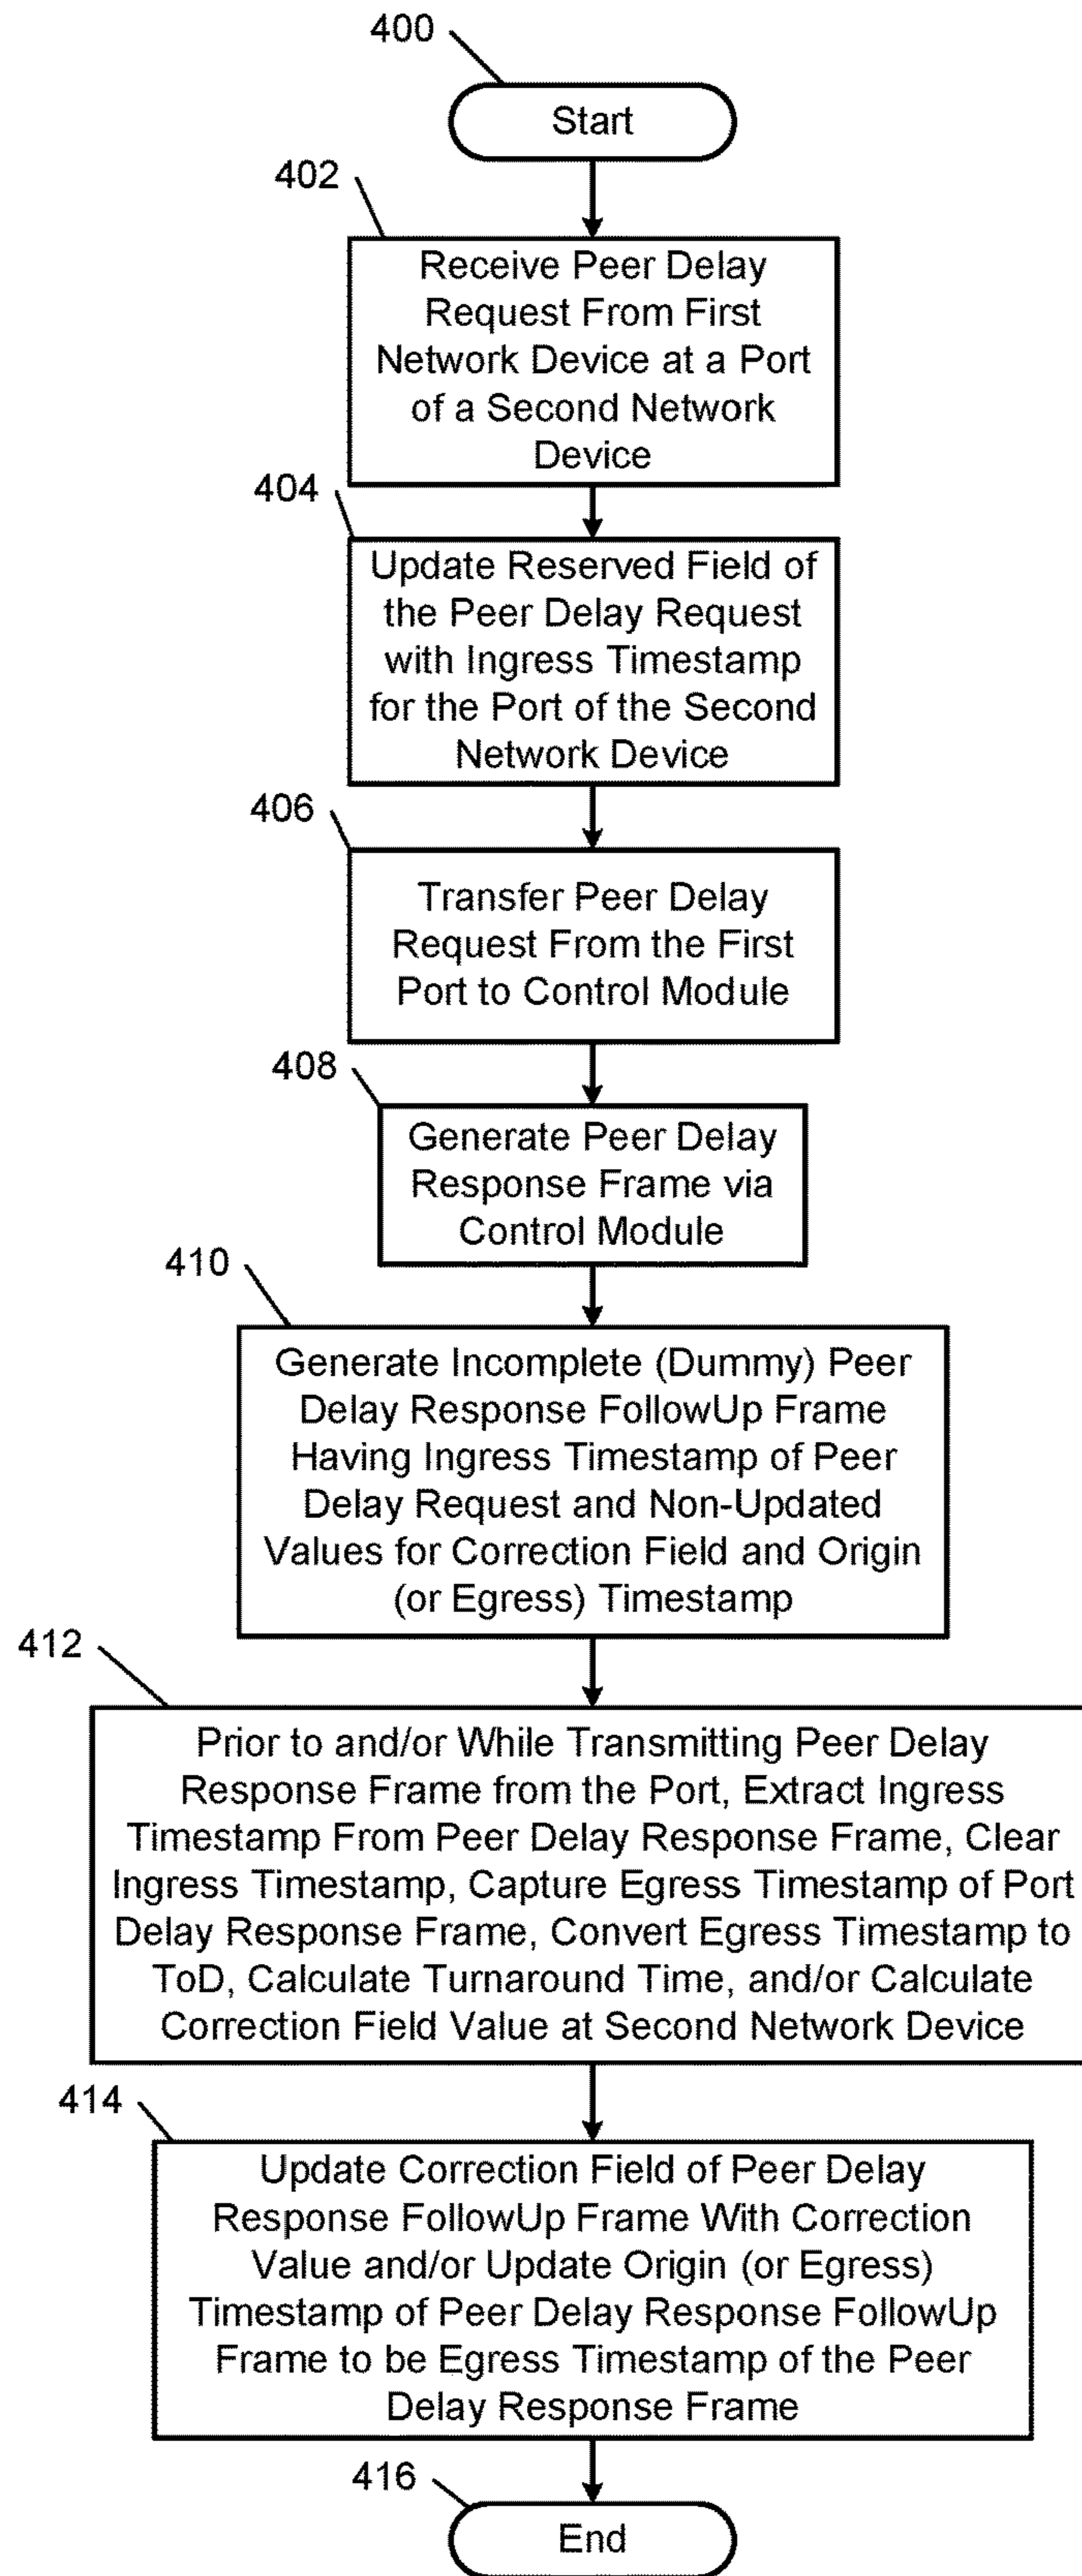 400
Start
402
Receive Peer Delay
Request From First
Network Device at a Port
of a Second Network
Device
404
Update Reserved Field of
the Peer Delay Request
with Ingress Timestamp
for the Port of the Second
Network Device
406
Transfer Peer Delay
Request From the First
Port to Control Module
408
Generate Peer Delay
Response Frame via
Control Module
410
Generate Incomplete (Dummy) Peer
Delay Response FollowUp Frame
Having Ingress Timestamp of Peer
Delay Request and Non-Updated
Values for Correction Field and Origin
(or Egress) Timestamp
412
Prior to and/or While Transmitting Peer Delay
Response Frame from the Port, Extract Ingress
Timestamp From Peer Delay Response Frame, Clear
Ingress Timestamp, Capture Egress Timestamp of Port
Delay Response Frame, Convert Egress Timestamp to
ToD, Calculate Turnaround Time, and/or Calculate
Correction Field Value at Second Network Device
414
Update Correction Field of Peer Delay
Response FollowUp Frame With Correction
Value and/or Update Origin (or Egress)
Timestamp of Peer Delay Response FollowUp
Frame to be Egress Timestamp of the Peer
Delay Response Frame
416
End